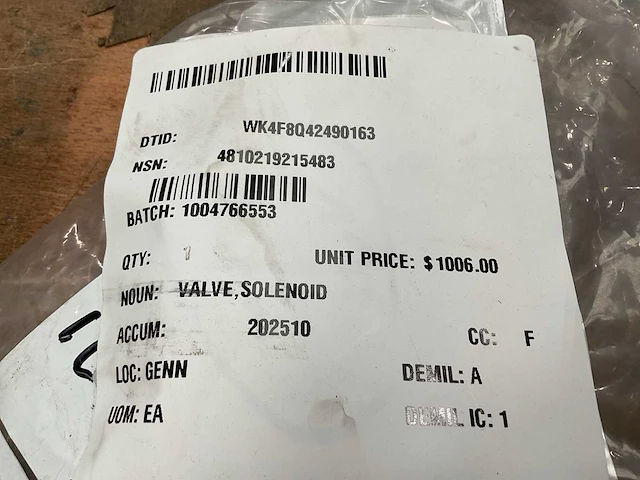 DTID: WK4F8Q42490163
NSN: 4810219215483
BATCH: 1004766553
QTY: 1 UNIT PRICE: $1006.00
NOUN: VALVE,SOLENOID
ACCUM: 202510 CC: F
LOC: GENN DEMIL: A
UOM: EA DEMIL IC: 1